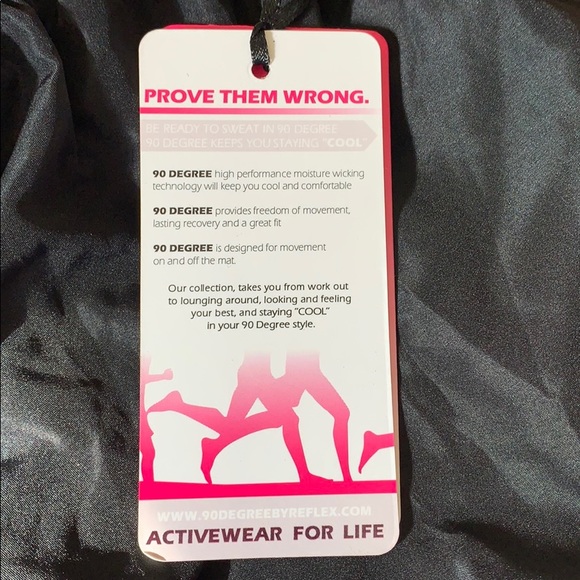 PROVE THEM WRONG.
BE READY TO SWEAT IN 90 DEGREE
90 DEGREE KEEPS YOU STAYING "COOL"
90 DEGREE high performance moisture wicking
technology will keep you cool and comfortable
90 DEGREE provides freedom of movement,
lasting recovery and a great fit
90 DEGREE is designed for movement
on and off the mat.
Our collection, takes you from work out
to lounging around, looking and feeling
your best, and staying "COOL"
in your 90 Degree style.
WWW.90DEGREEBYREFLEX.COM
ACTIVEWEAR FOR LIFE